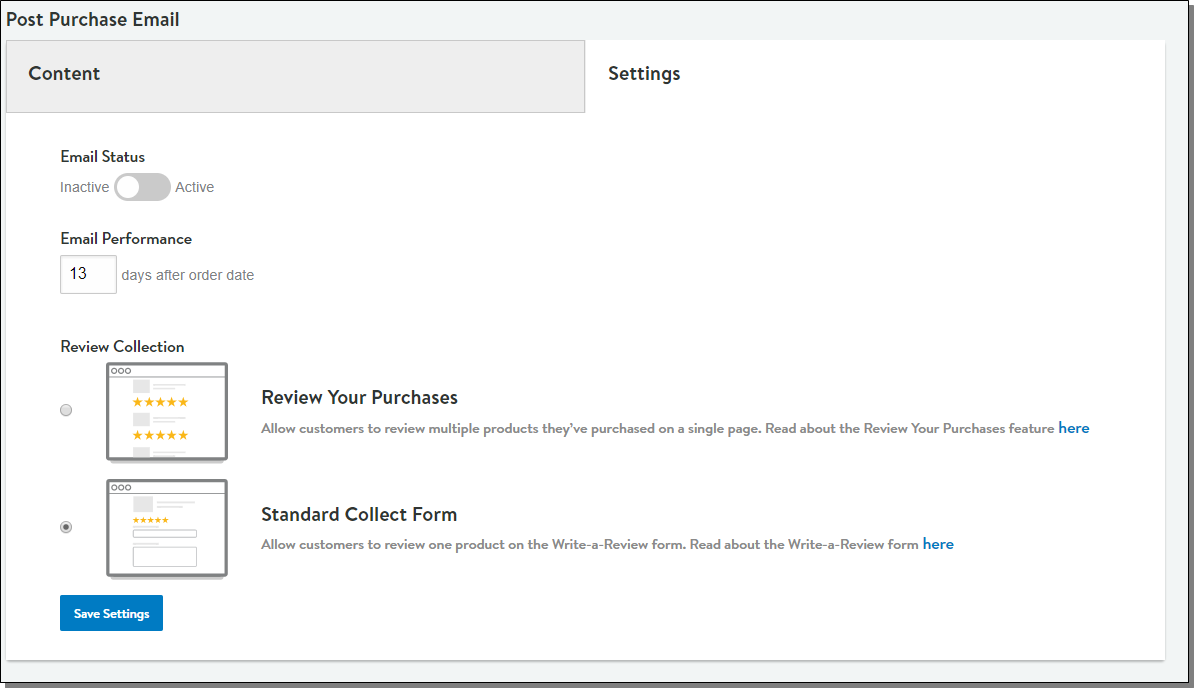 Post Purchase Email
Content
Settings
Email Status
Inactive Active
Email Performance
13 days after order date
Review Collection
Review Your Purchases
Allow customers to review multiple products they've purchased on a single page. Read about the Review Your Purchases feature here
Standard Collect Form
Allow customers to review one product on the Write-a-Review form. Read about the Write-a-Review form here
Save Settings